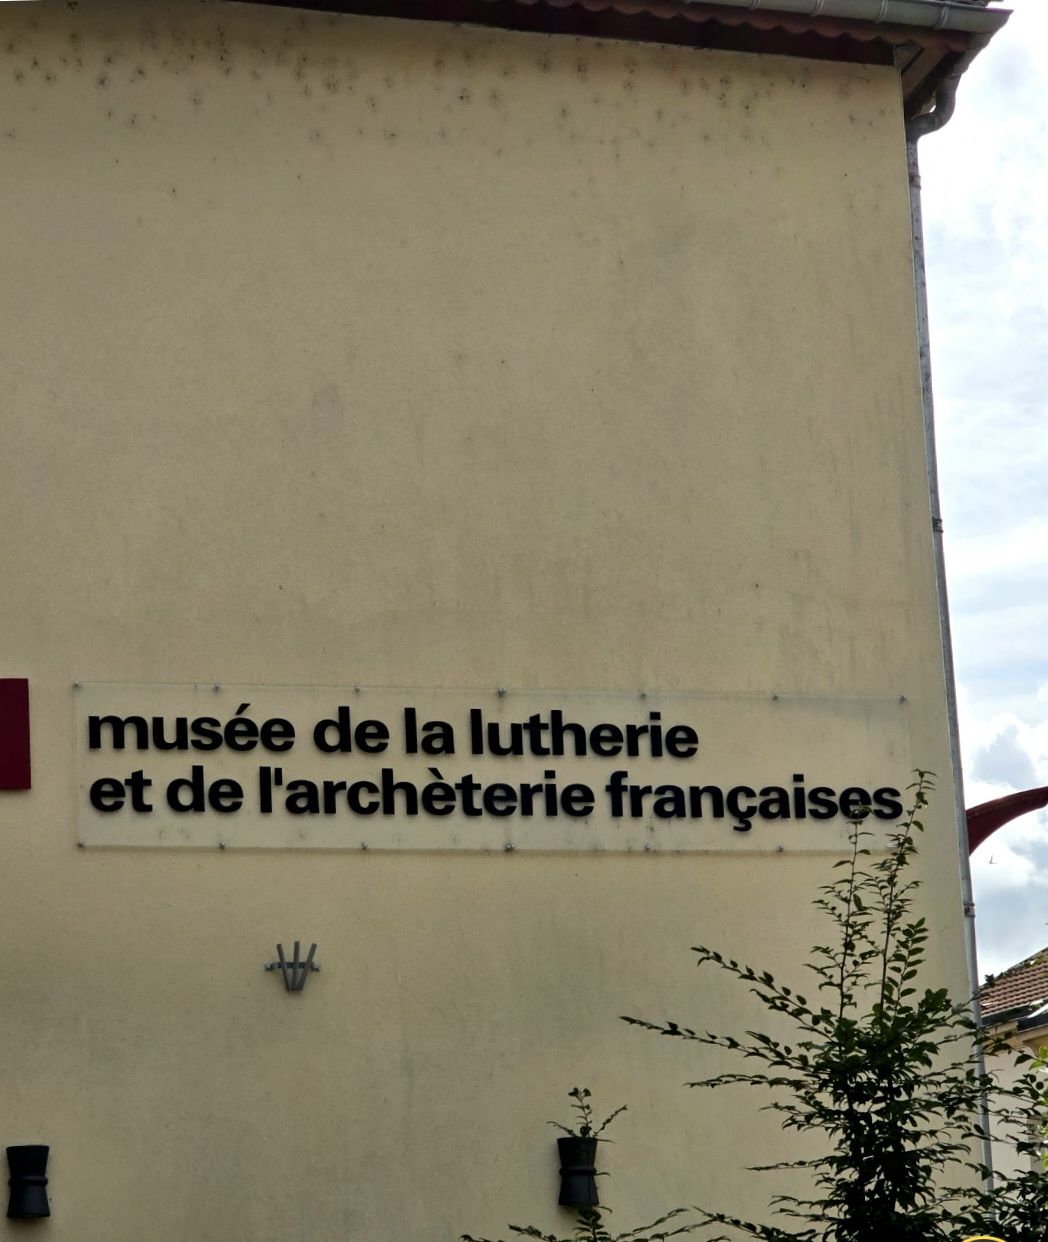 musée de la lutherie
et de l'archèterie françaises